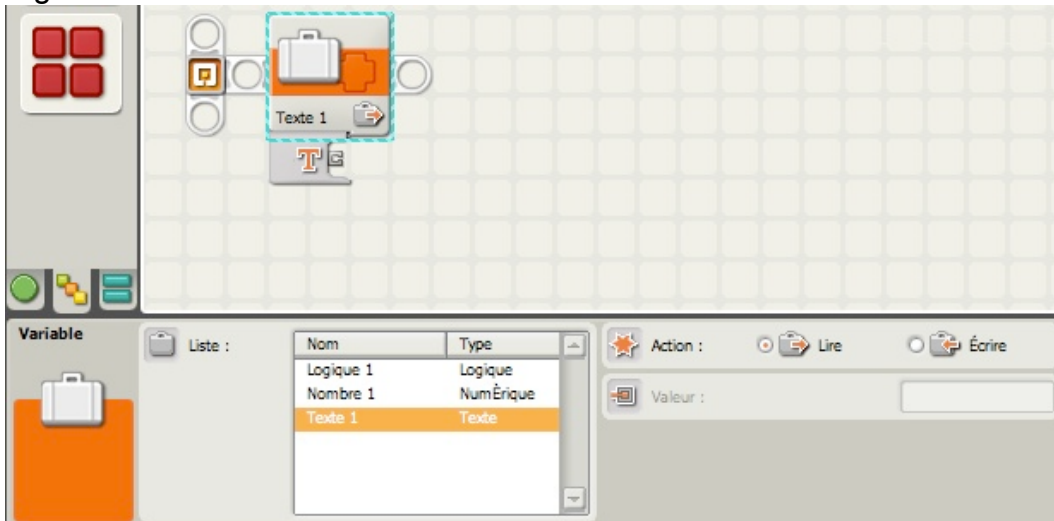 Texte 1
T
Variable
Liste :
Nom Type
Logique 1 Logique
Nombre 1 NumÈrique
Texte 1 Texte
Action : Lire Écrire
Valeur :